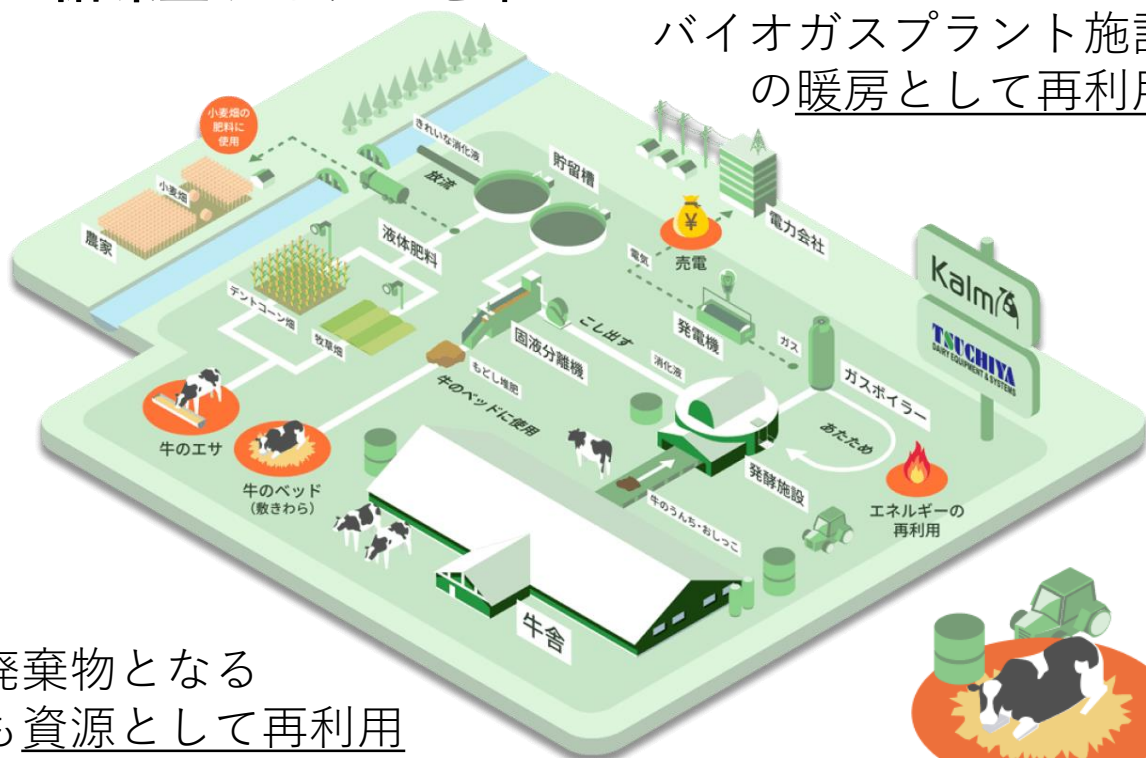 バイオガスプラント施設
の暖房として再利用
小麦畑の
肥料に
使用
きれいな消化液
放流
貯留槽
小麦畑
農家
液体肥料
電力会社
売電
電気
デントコーン畑
牧草畑
発電機
ガス
Kalm
TSUCHIYA
DAIRY EQUIPMENT & SYSTEMS
こし出す
固液分離機
消化液
ガスボイラー
もどし堆肥
牛のベッドに使用
あたため
牛のエサ
発酵施設
牛のベッド
(敷きわら)
牛のうんち・おしっこ
エネルギーの
再利用
牛舎
廃棄物となる
も資源として再利用